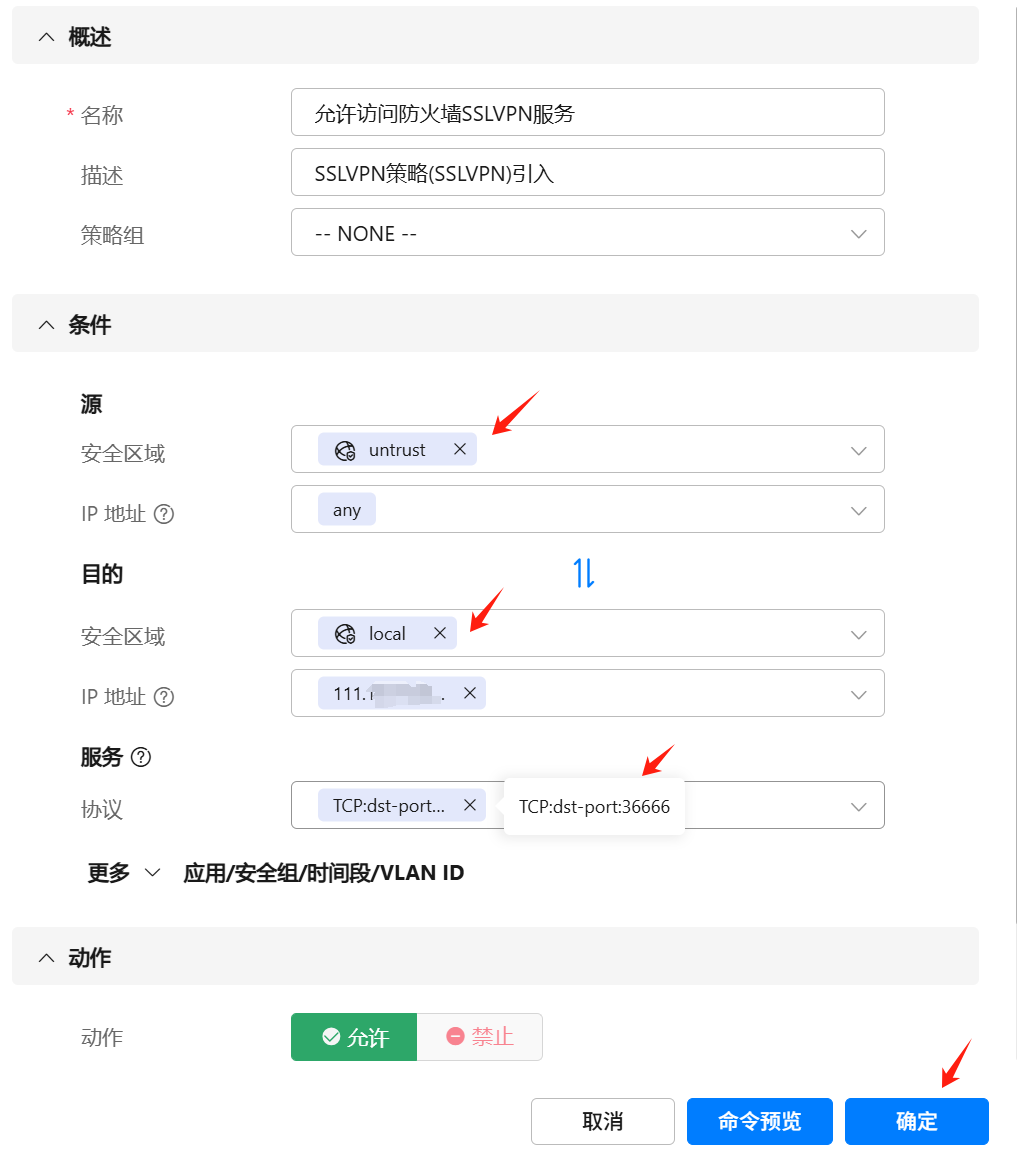 概述
* 名称 允许访问防火墙SSLVPN服务
描述 SSLVPN策略(SSLVPN)引入
策略组 -- NONE --
条件
源
安全区域 untrust
IP 地址 any
目的
安全区域 local
IP 地址 111.
服务
协议 TCP:dst-port... TCP:dst-port:36666
更多 应用/安全组/时间段/VLAN ID
动作
动作 允许 禁止
取消 命令预览 确定